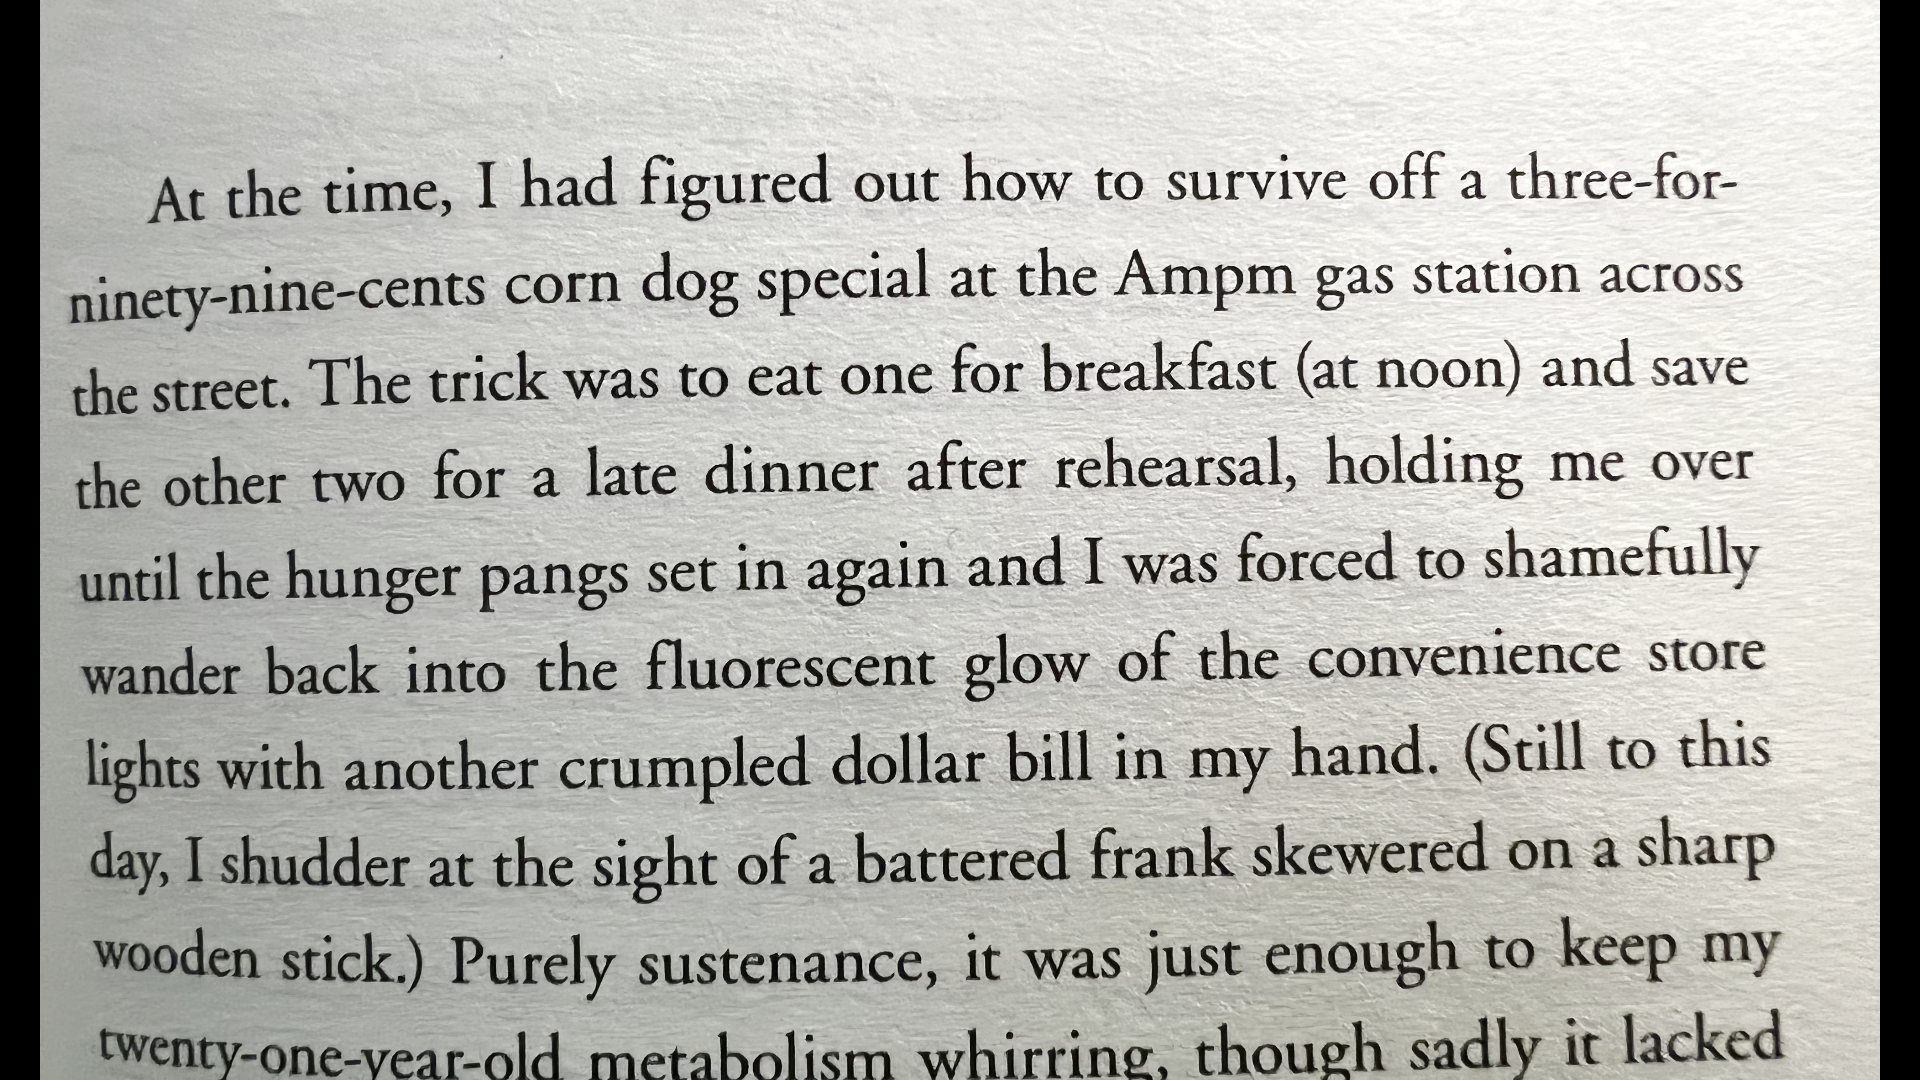 At the time, I had figured out how to survive off a three-for-
ninety-nine-cents corn dog special at the Ampm gas station across
the street. The trick was to eat one for breakfast (at noon) and save
the other two for a late dinner after rehearsal, holding me over
until the hunger pangs set in again and I was forced to shamefully
wander back into the fluorescent glow of the convenience store
lights with another crumpled dollar bill in my hand. (Still to this
day, I shudder at the sight of a battered frank skewered on a sharp
wooden stick.) Purely sustenance, it was just enough to keep my
twenty-one-year-old metabolism whirring, though sadly it lacked